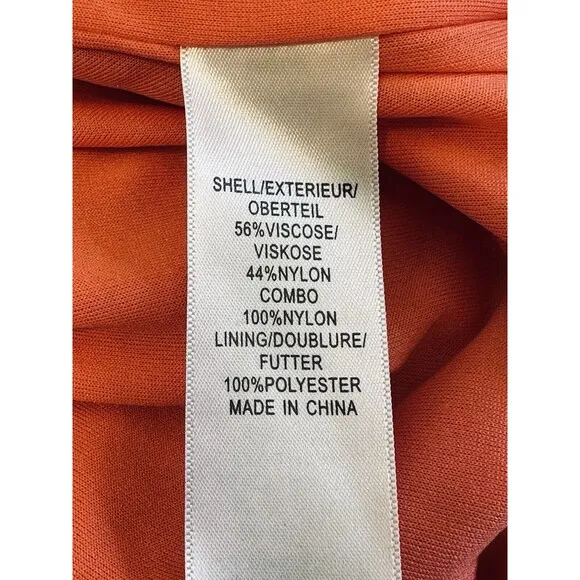 SHELL/EXTERIEUR/
OBERTEIL
56%VISCOSE/
VISKOSE
44%NYLON
COMBO
100%NYLON
LINING/DOUBLURE/
FUTTER
100%POLYESTER
MADE IN CHINA